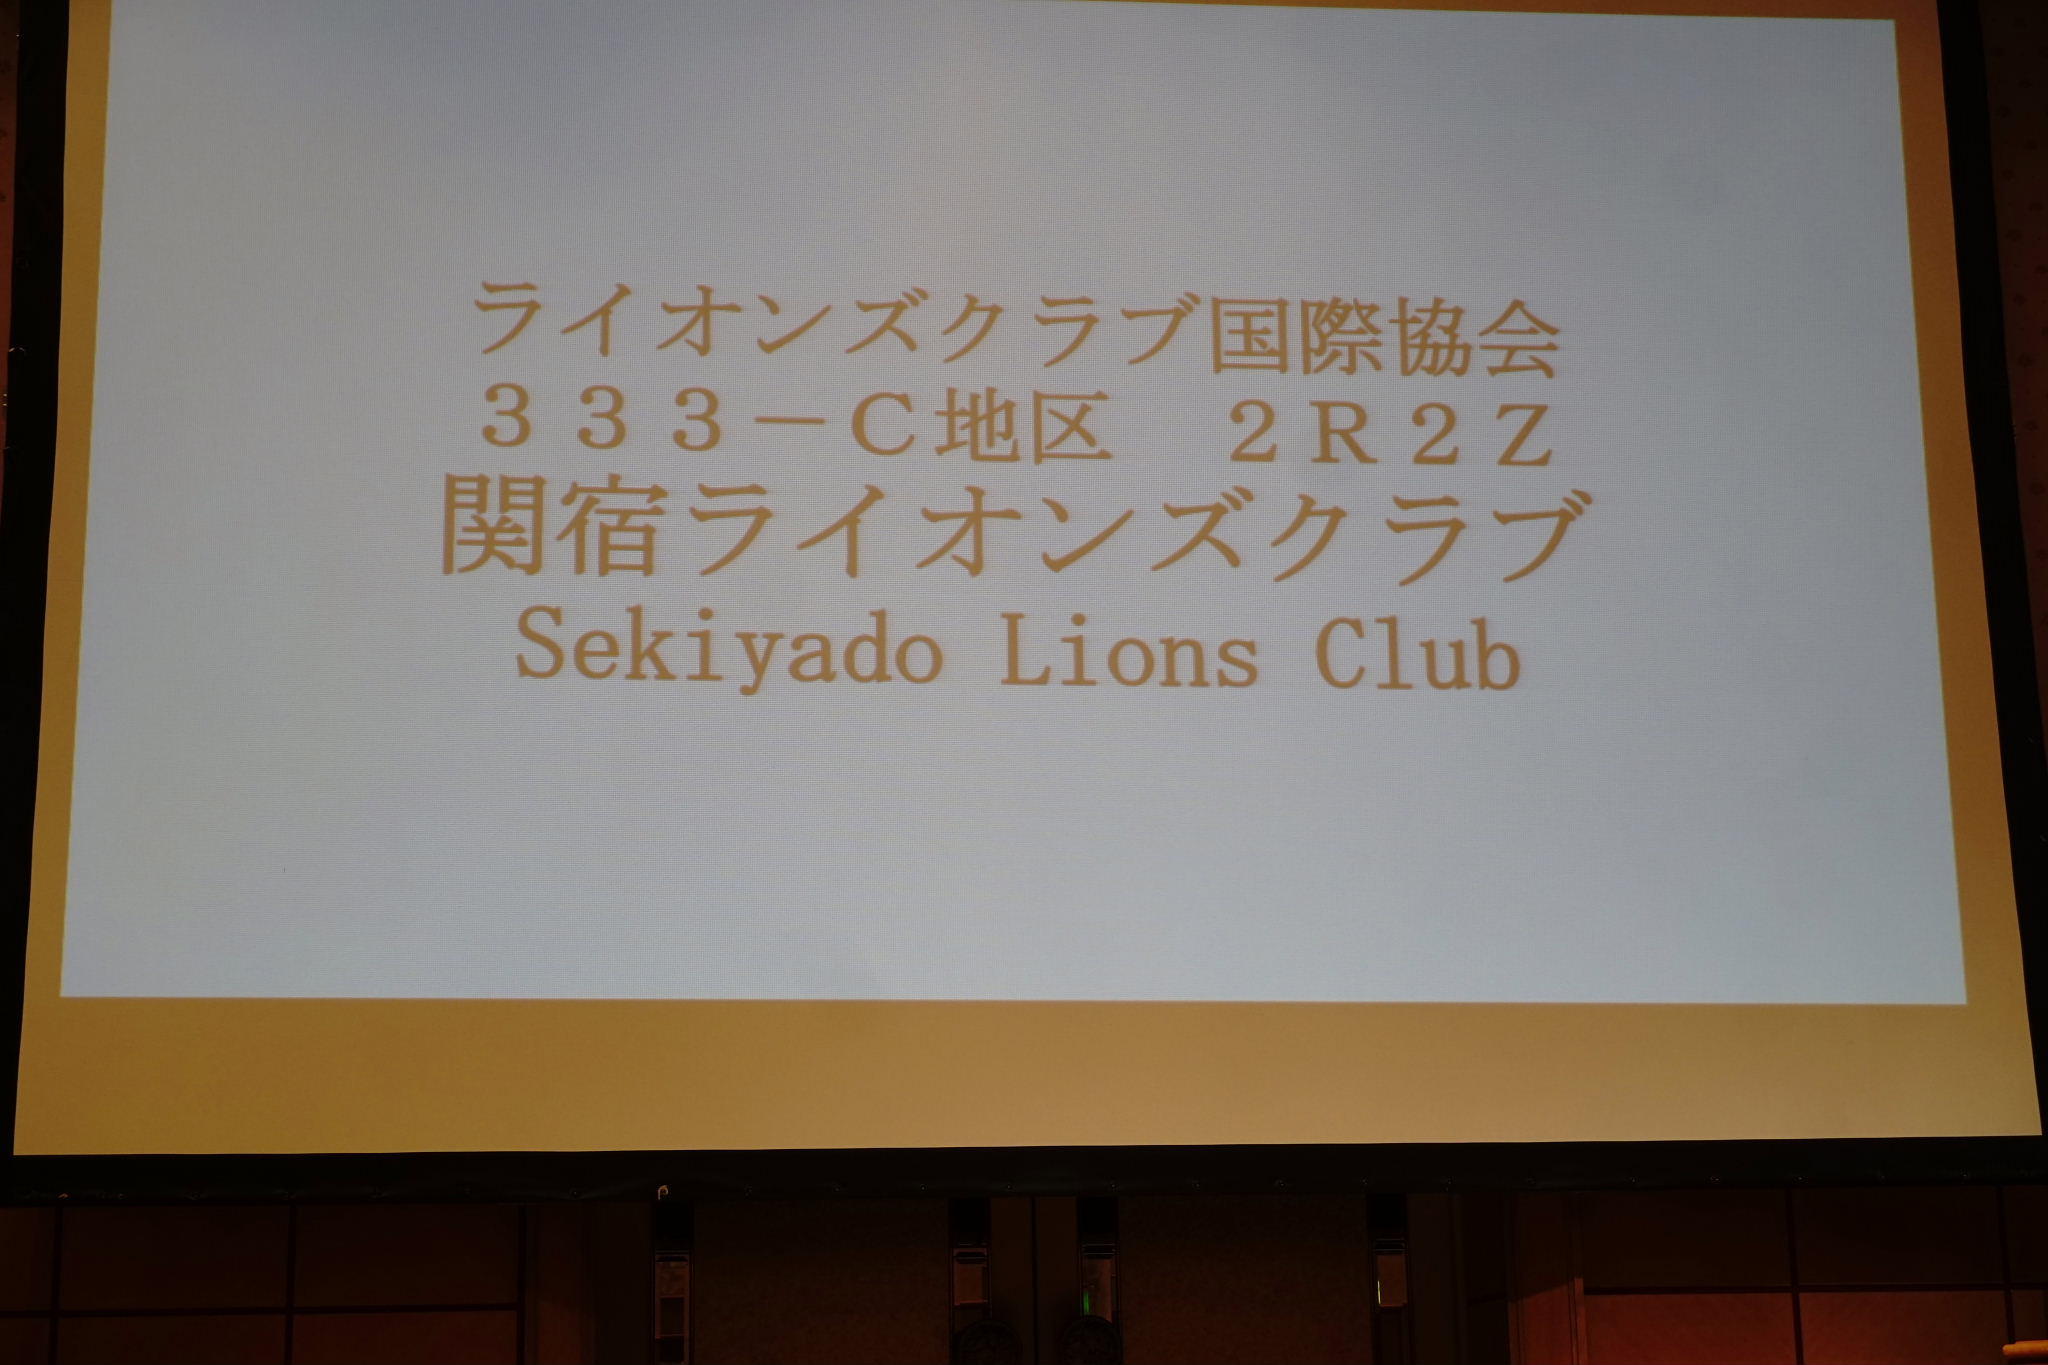 ライオンズクラブ国際協会
３３３－Ｃ地区　２Ｒ２Ｚ
関宿ライオンズクラブ
Sekiyado Lions Club